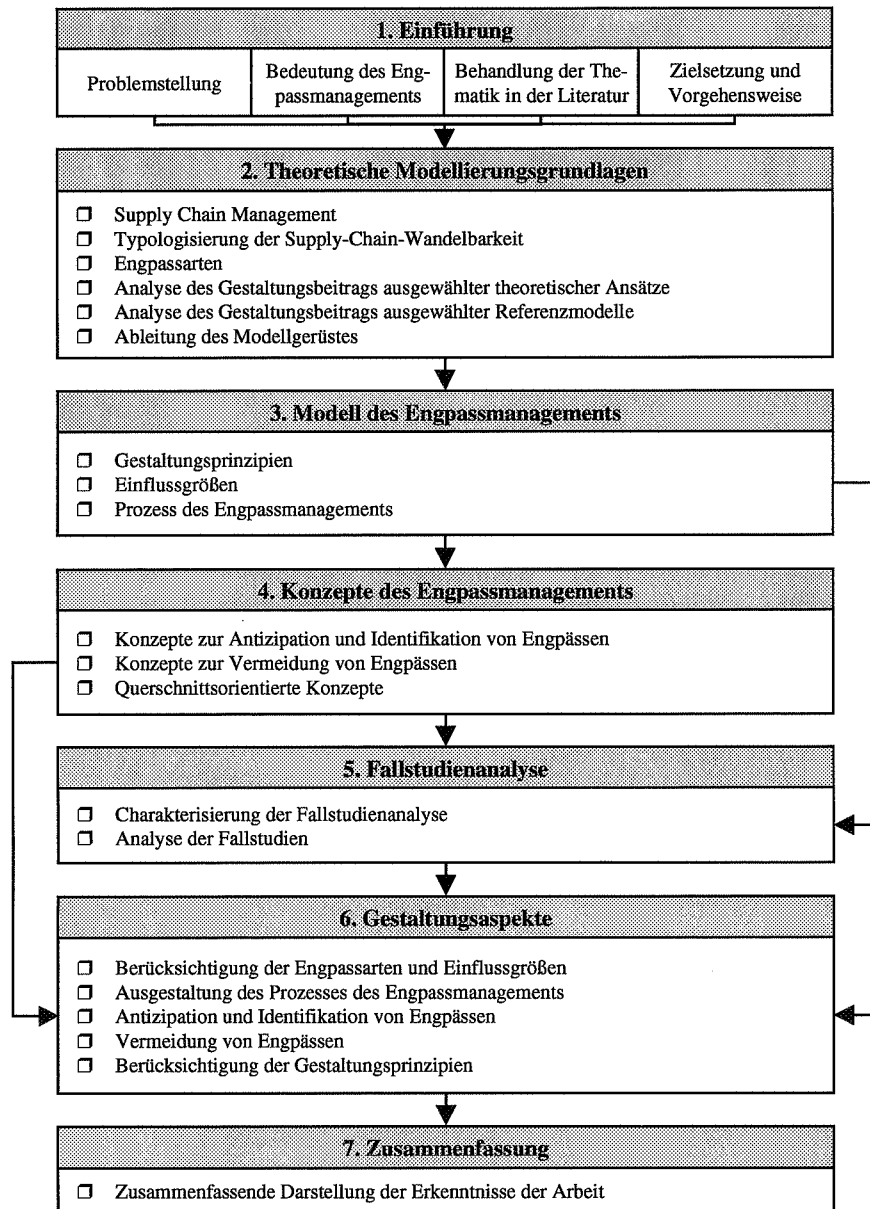 1. Einführung
Problemstellung
Bedeutung des Eng-
passmanagements
Behandlung der The-
matik in der Literatur
Zielsetzung und
Vorgehensweise
2. Theoretische Modellierungsgrundlagen
❐ Supply Chain Management
❐ Typologisierung der Supply-Chain-Wandelbarkeit
❐ Engpassarten
❐ Analyse des Gestaltungsbeitrags ausgewählter theoretischer Ansätze
❐ Analyse des Gestaltungsbeitrags ausgewählter Referenzmodelle
❐ Ableitung des Modellgerüstes
3. Modell des Engpassmanagements
❐ Gestaltungsprinzipien
❐ Einflussgrößen
❐ Prozess des Engpassmanagements
4. Konzepte des Engpassmanagements
❐ Konzepte zur Antizipation und Identifikation von Engpässen
❐ Konzepte zur Vermeidung von Engpässen
❐ Querschnittsorientierte Konzepte
5. Fallstudienanalyse
❐ Charakterisierung der Fallstudienanalyse
❐ Analyse der Fallstudien
6. Gestaltungsaspekte
❐ Berücksichtigung der Engpassarten und Einflussgrößen
❐ Ausgestaltung des Prozesses des Engpassmanagements
❐ Antizipation und Identifikation von Engpässen
❐ Vermeidung von Engpässen
❐ Berücksichtigung der Gestaltungsprinzipien
7. Zusammenfassung
❐ Zusammenfassende Darstellung der Erkenntnisse der Arbeit